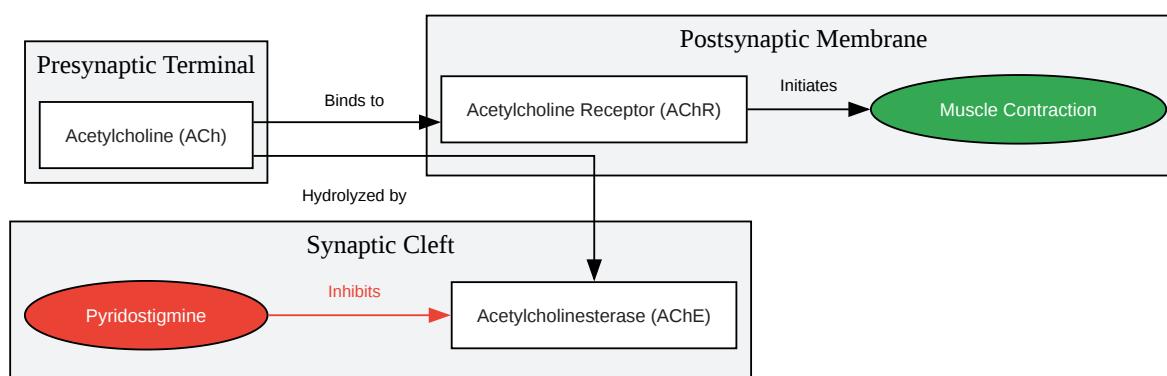 Postsynaptic Membrane
Presynaptic Terminal
Binds to
Acetylcholine Receptor (AChR)
Initiates
Muscle Contraction
Acetylcholine (ACh)
Hydrolyzed by
Synaptic Cleft
Inhibits
Pyridostigmine
Acetylcholinesterase (AChE)